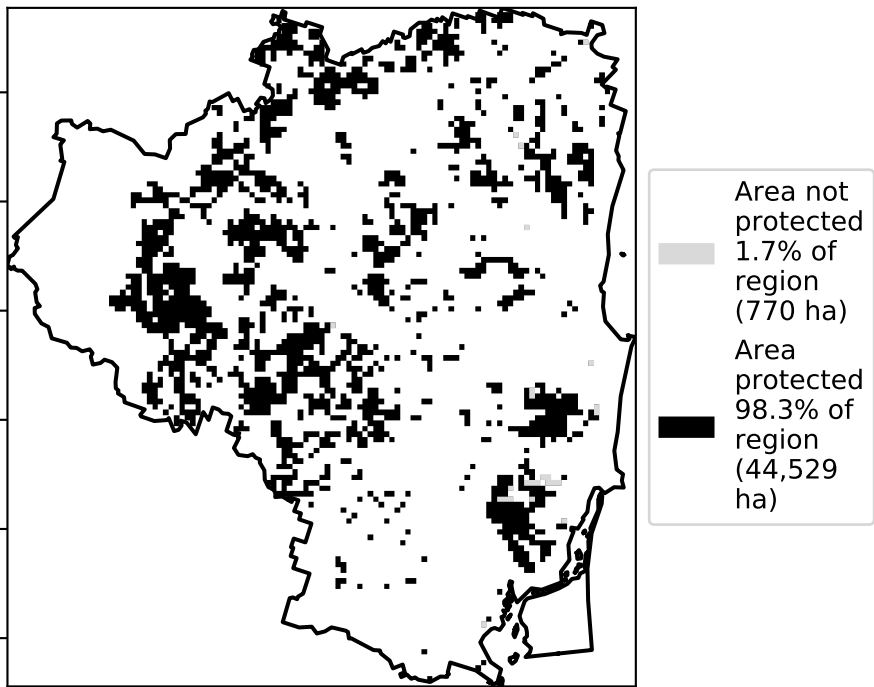 Area not
protected
1.7% of
region
(770 ha)
Area
protected
98.3% of
region
(44,529
ha)